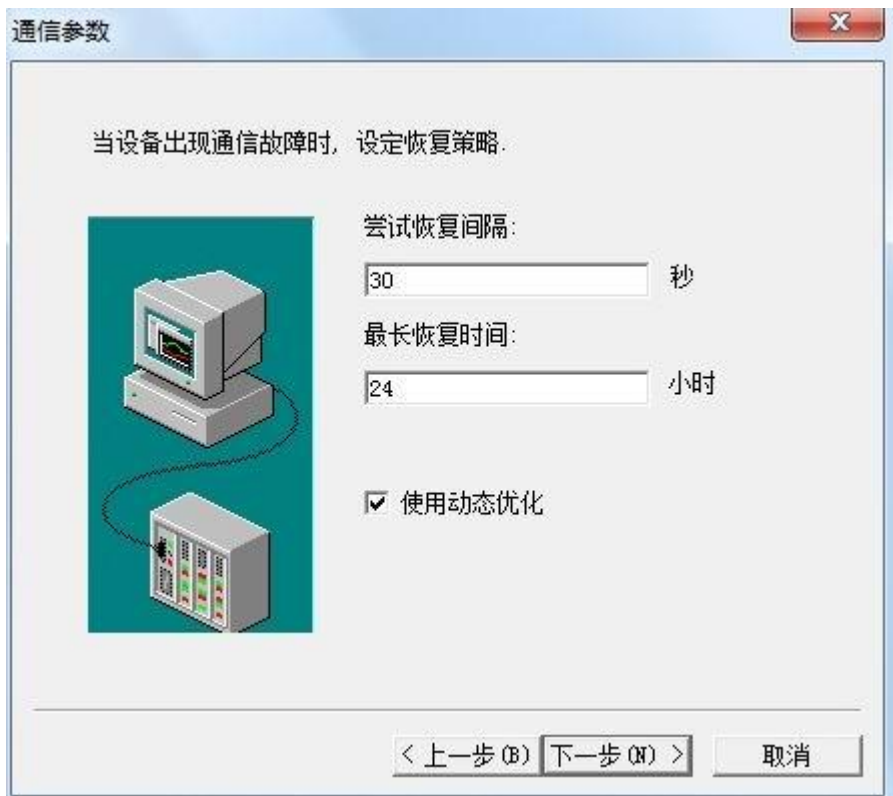 通信参数
当设备出现通信故障时, 设定恢复策略.
尝试恢复间隔:
30 秒
最长恢复时间:
24 小时
使用动态优化
< 上一步(B) 下一步(N) > 取消